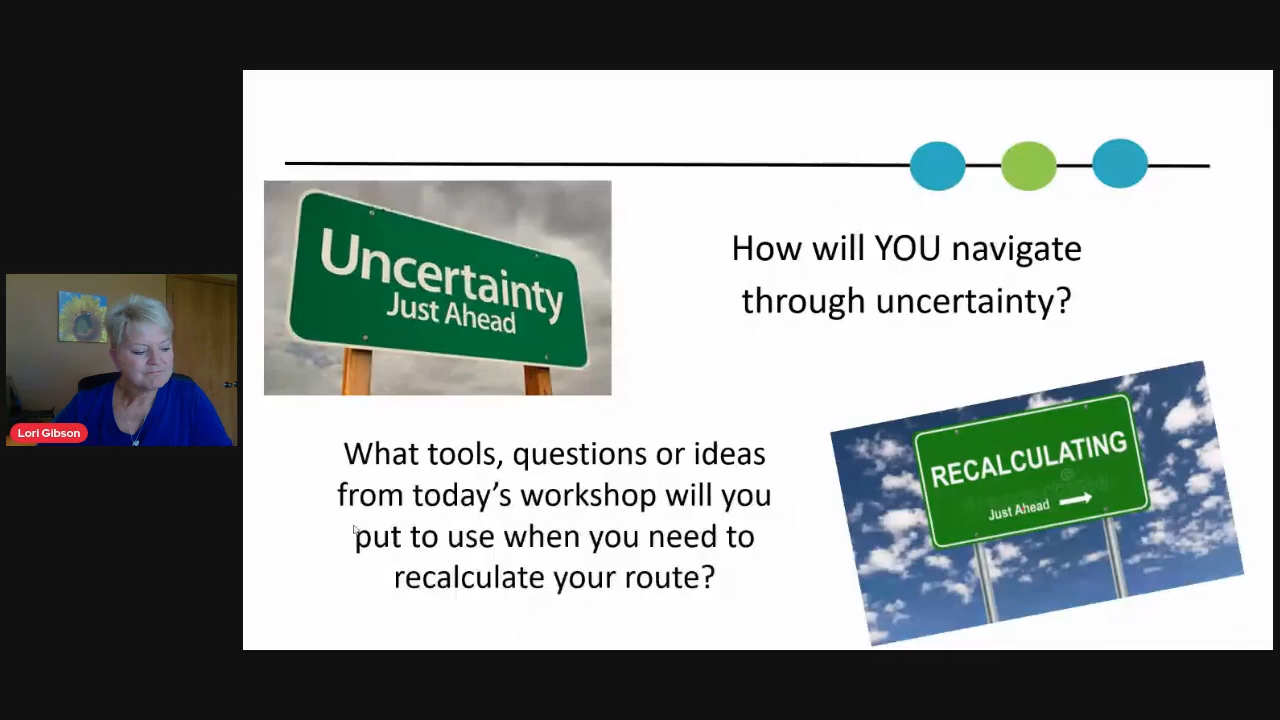 Uncertainty
Just Ahead
How will YOU navigate
through uncertainty?
What tools, questions or ideas
from today’s workshop will you
put to use when you need to
recalculate your route?
RECALCULATING
Just Ahead
Lori Gibson